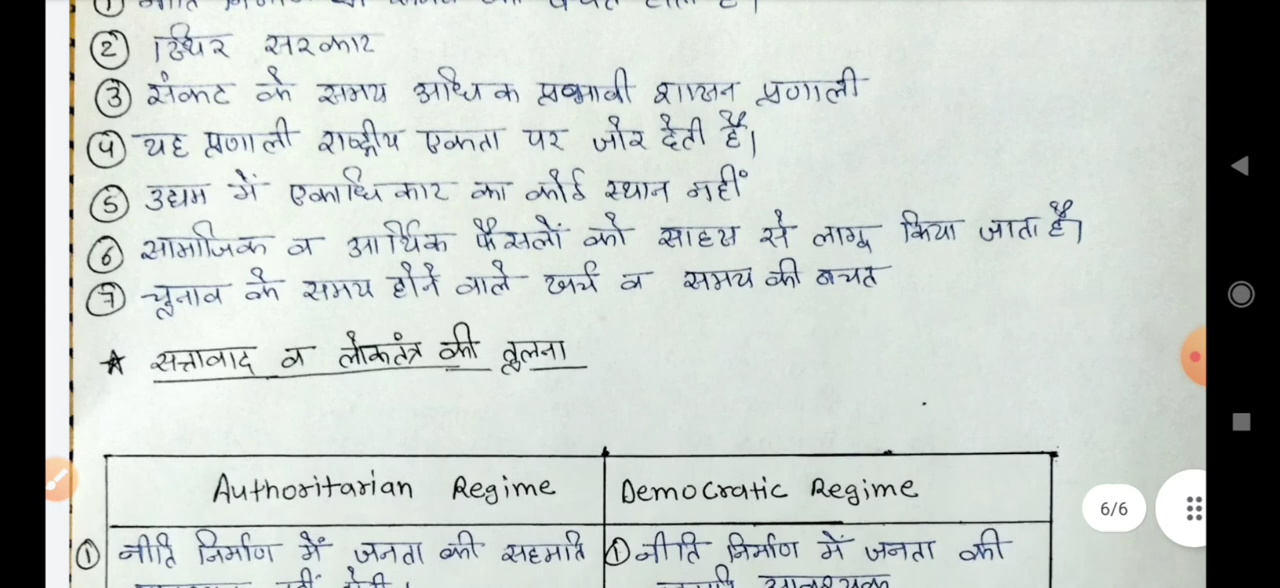 ① नीति निर्माण
② स्थिर सरकार
③ संकट के समय अधिक प्रभावी शासन प्रणाली
④ यह प्रणाली राष्ट्रीय एकता पर जोर देती है।
⑤ उद्यम में एकाधिकार का कोई स्थान नहीं
⑥ सामाजिक व आर्थिक फैसलों को साहस से लागू किया जाता है।
⑦ चुनाव के समय होने वाले खर्च व समय की बचत
★ सत्तावाद व लोकतंत्र की तुलना
Authoritarian Regime
Democratic Regime
① नीति निर्माण में जनता की सहमति
① नीति निर्माण में जनता की
6/6